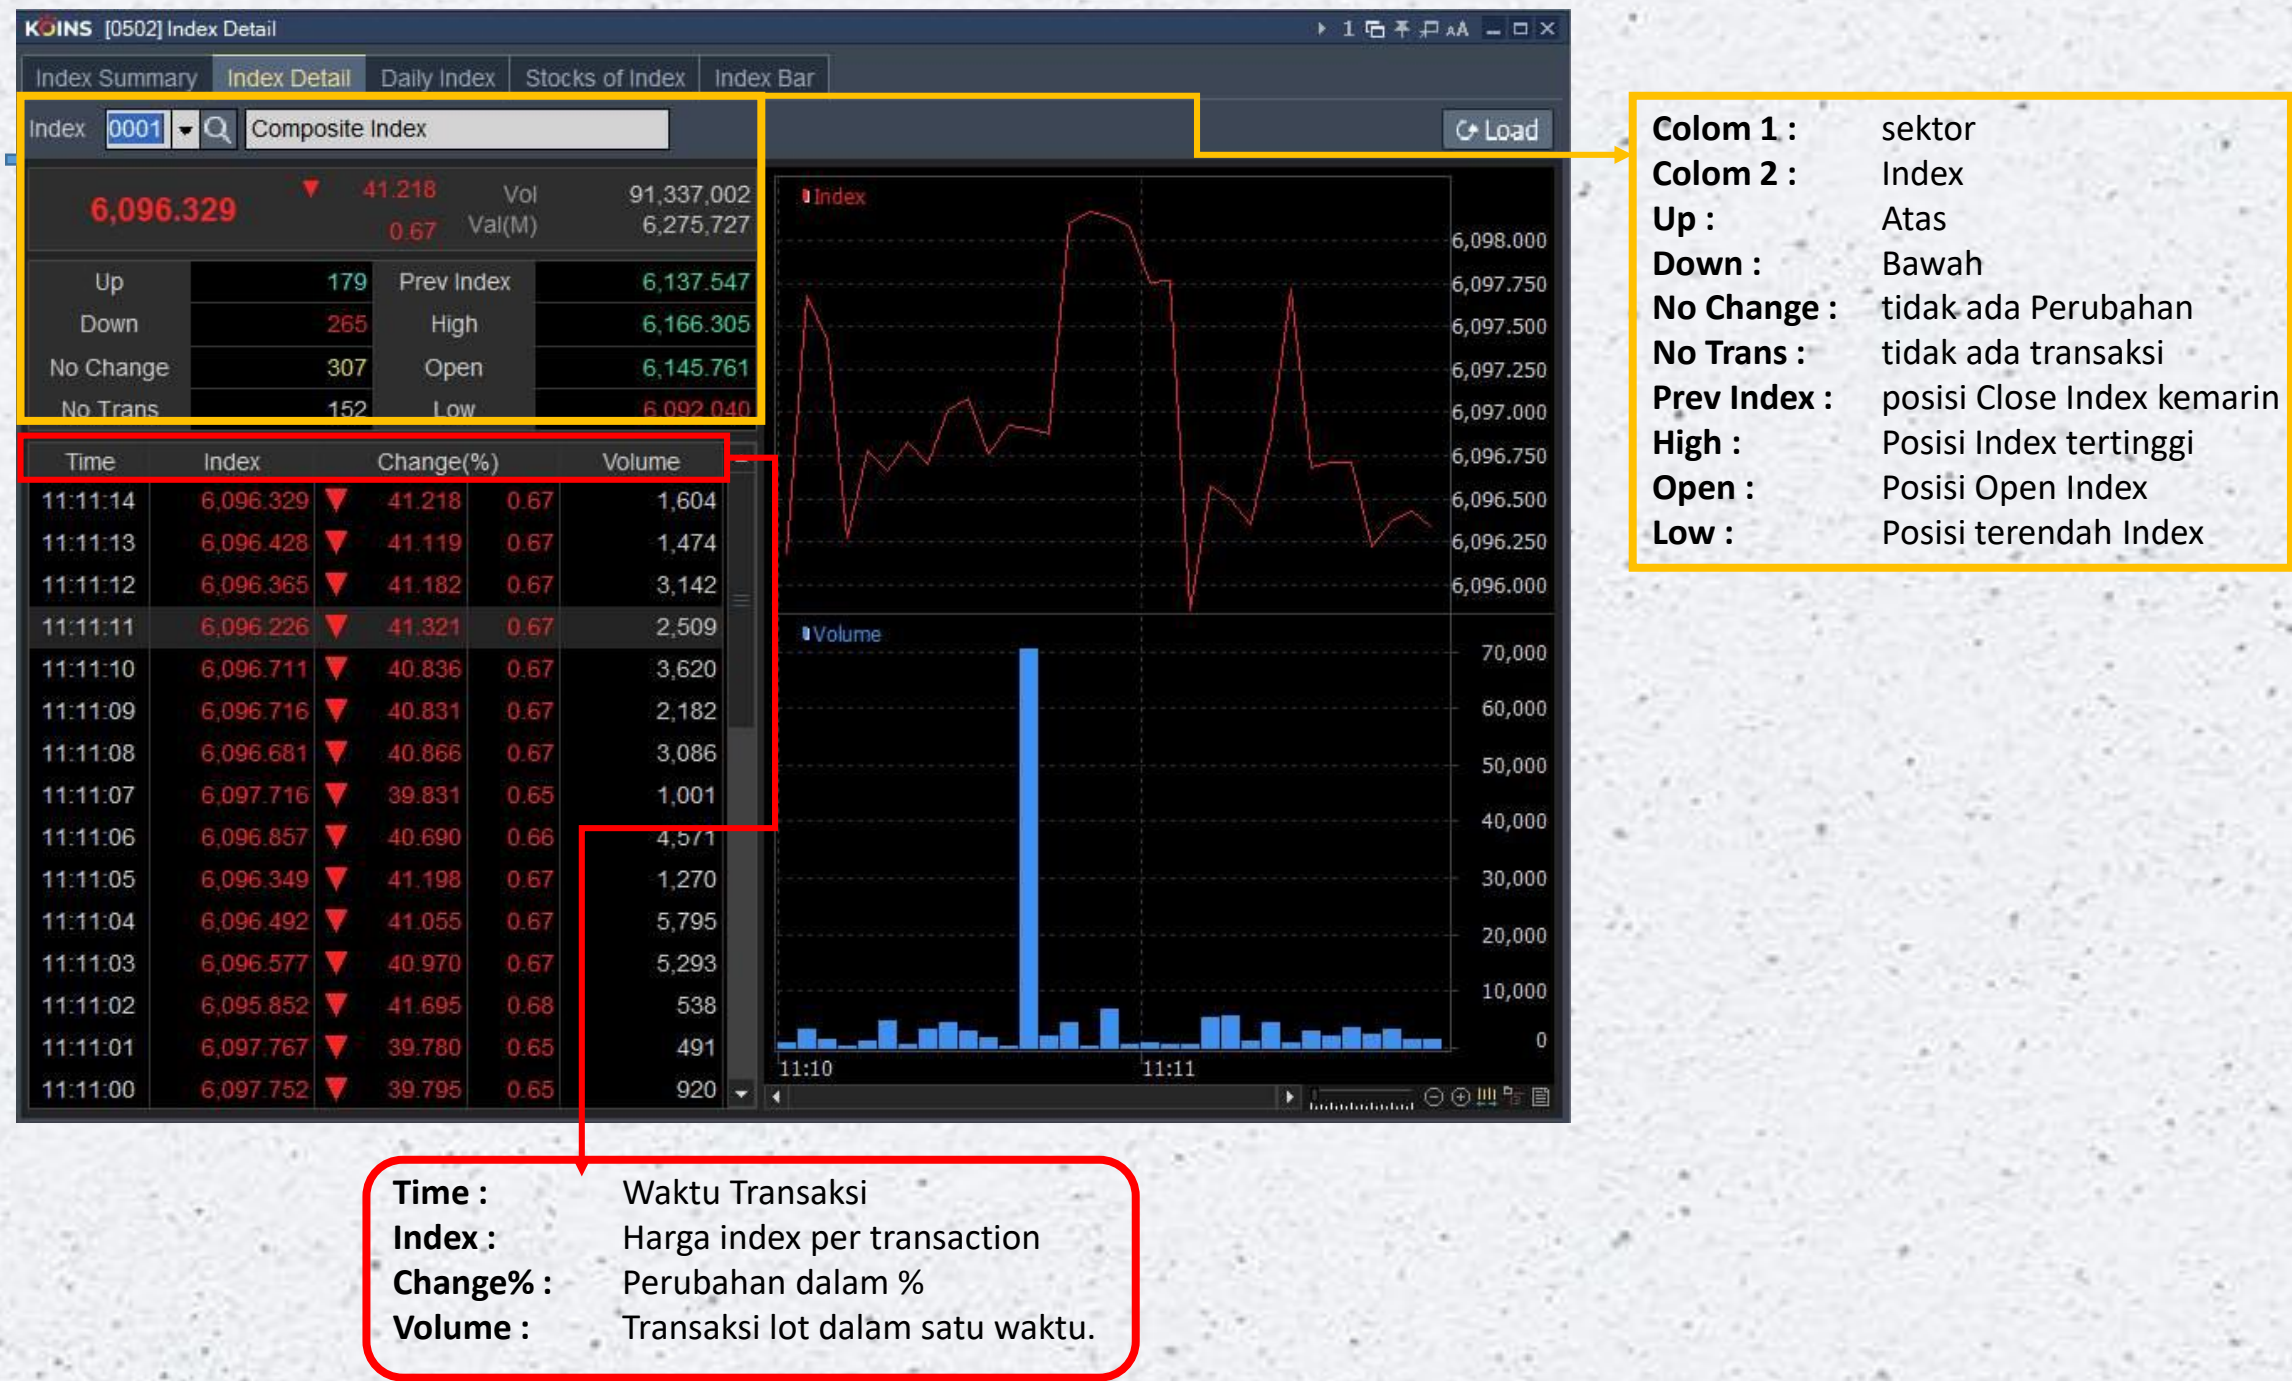 KOINS [0502] Index Detail 1 AA
Index Summary Index Detail Daily Index Stocks of Index Index Bar
Index 0001 Composite Index Load
6,096.329 ▼ 41.218 Vol 91,337,002
0.67 Val(M) 6,275,727
Up 179 Prev Index 6,137.547
Down 265 High 6,166.305
No Change 307 Open 6,145.761
No Trans 152 Low 6,092.040
Time Index Change(%) Volume
11:11:14 6,096.329 ▼ 41.218 0.67 1,604
11:11:13 6,096.428 ▼ 41.119 0.67 1,474
11:11:12 6,096.365 ▼ 41.182 0.67 3,142
11:11:11 6,096.226 ▼ 41.321 0.67 2,509
11:11:10 6,096.711 ▼ 40.836 0.67 3,620
11:11:09 6,096.716 ▼ 40.831 0.67 2,182
11:11:08 6,096.681 ▼ 40.866 0.67 3,086
11:11:07 6,097.716 ▼ 39.831 0.65 1,001
11:11:06 6,096.857 ▼ 40.690 0.66 4,571
11:11:05 6,096.349 ▼ 41.198 0.67 1,270
11:11:04 6,096.492 ▼ 41.055 0.67 5,795
11:11:03 6,096.577 ▼ 40.970 0.67 5,293
11:11:02 6,095.852 ▼ 41.695 0.68 538
11:11:01 6,097.767 ▼ 39.780 0.65 491
11:11:00 6,097.752 ▼ 39.795 0.65 920
Index
6,098.000
6,097.750
6,097.500
6,097.250
6,097.000
6,096.750
6,096.500
6,096.250
6,096.000
Volume
70,000
60,000
50,000
40,000
30,000
20,000
10,000
0
11:10 11:11
Colom 1 : sektor
Colom 2 : Index
Up : Atas
Down : Bawah
No Change : tidak ada Perubahan
No Trans : tidak ada transaksi
Prev Index : posisi Close Index kemarin
High : Posisi Index tertinggi
Open : Posisi Open Index
Low : Posisi terendah Index
Time : Waktu Transaksi
Index : Harga index per transaction
Change% : Perubahan dalam %
Volume : Transaksi lot dalam satu waktu.